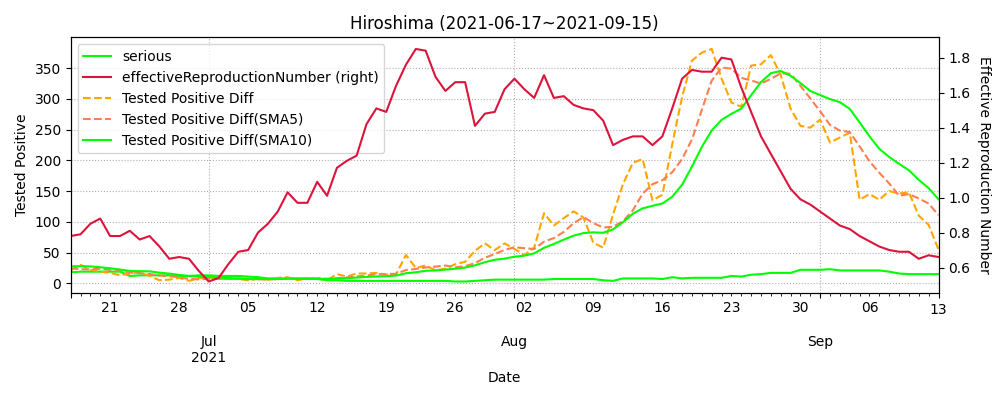 Hiroshima (2021-06-17~2021-09-15)
serious
effectiveReproductionNumber (right)
Tested Positive Diff
Tested Positive Diff(SMA5)
Tested Positive Diff(SMA10)
Tested Positive
350
300
250
200
150
100
50
0
1.8
1.6
1.4
1.2
1.0
0.8
0.6
Effective Reproduction Number
21 28 05 12 19 26 02 09 16 23 30 06 13
Jul Aug Sep
2021
Date